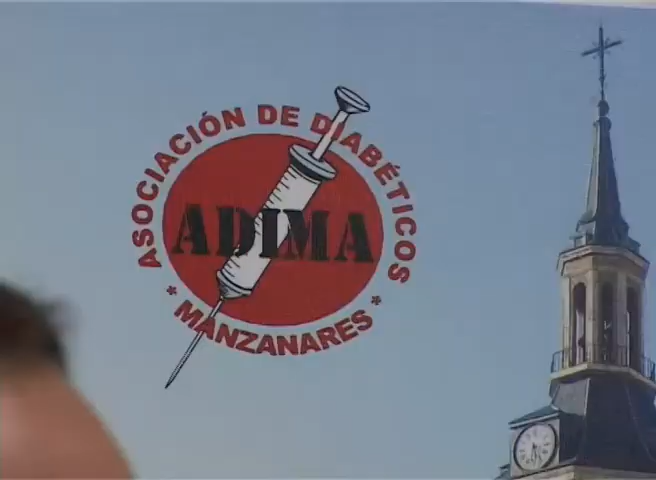 ASOCIACIÓN DE DIABÉTICOS
ADIMA
* MANZANARES *